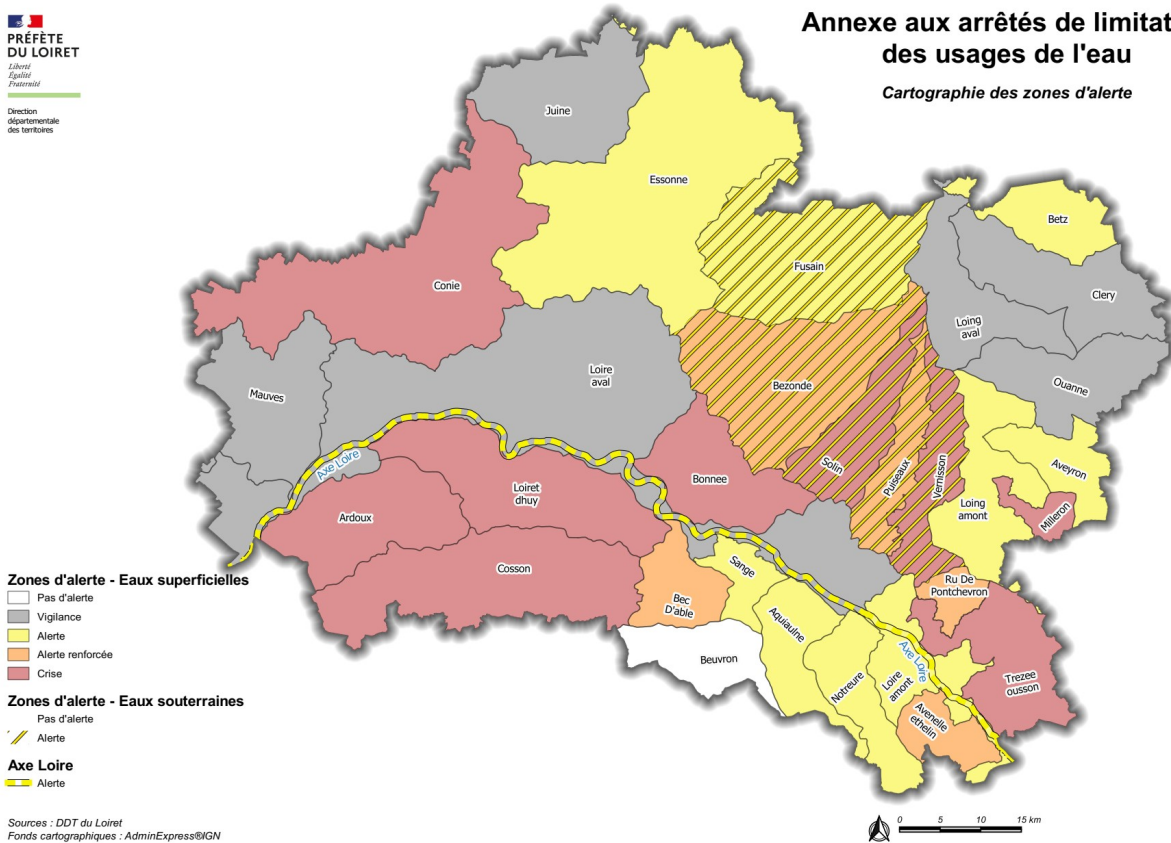 PRÉFÈTE
DU LOIRET
Liberté
Égalité
Fraternité
Direction
départementale
des territoires
Annexe aux arrêtés de limitat
des usages de l'eau
Cartographie des zones d'alerte
Juine
Essonne
Betz
Fusain
Conie
Clery
Loing
aval
Loire
aval
Bezonde
Ouanne
Mauves
Axe Loire
Solin
Puiseaux
Vernisson
Aveyron
Bonnee
Loiret
dhuy
Ardoux
Loing
amont
Milleron
Cosson
Sange
Bec
D'able
Ru De
Pontchevron
Aquiaulne
Beuvron
Axe Loire
Notreure
Loire
amont
Trezee
ousson
Avenelle
ethelin
Zones d'alerte - Eaux superficielles
Pas d'alerte
Vigilance
Alerte
Alerte renforcée
Crise
Zones d'alerte - Eaux souterraines
Pas d'alerte
Alerte
Axe Loire
Alerte
Sources : DDT du Loiret
Fonds cartographiques : AdminExpress®IGN
0 5 10 15 km